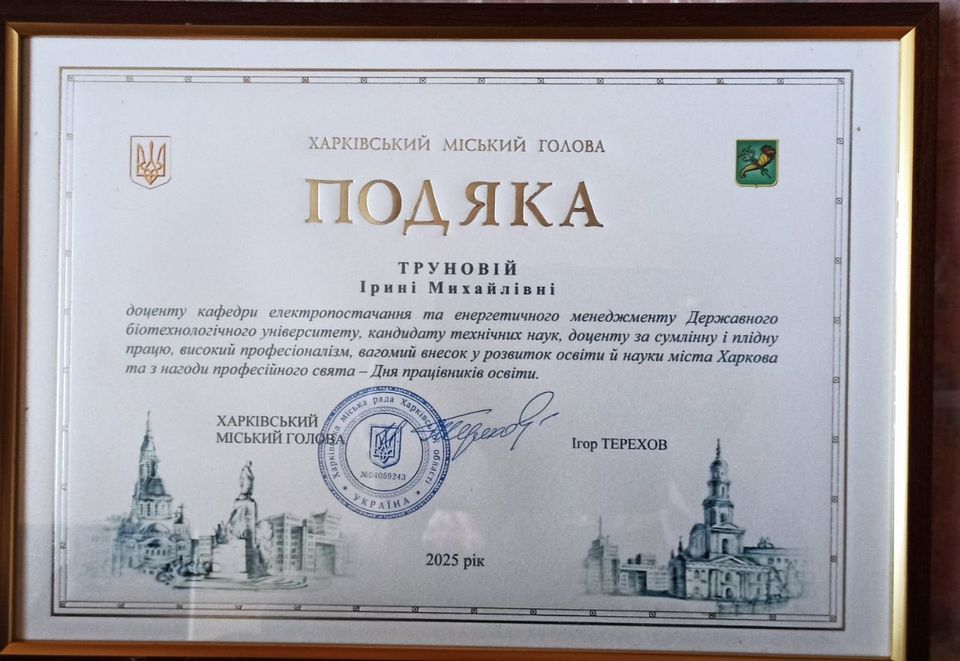 ХАРКІВСЬКИЙ МІСЬКИЙ ГОЛОВА
ПОДЯКА
ТРУНОВІЙ
Ірині Михайлівні
доценту кафедри електропостачання та енергетичного менеджменту Державного
біотехнологічного університету, кандидату технічних наук, доценту за сумлінну і плідну
працю, високий професіоналізм, вагомий внесок у розвиток освіти й науки міста Харкова
та з нагоди професійного свята – Дня працівників освіти.
ХАРКІВСЬКИЙ
МІСЬКИЙ ГОЛОВА
Харківська міська рада Харківської області
№04059243
УКРАЇНА
Ігор ТЕРЕХОВ
2025 рік